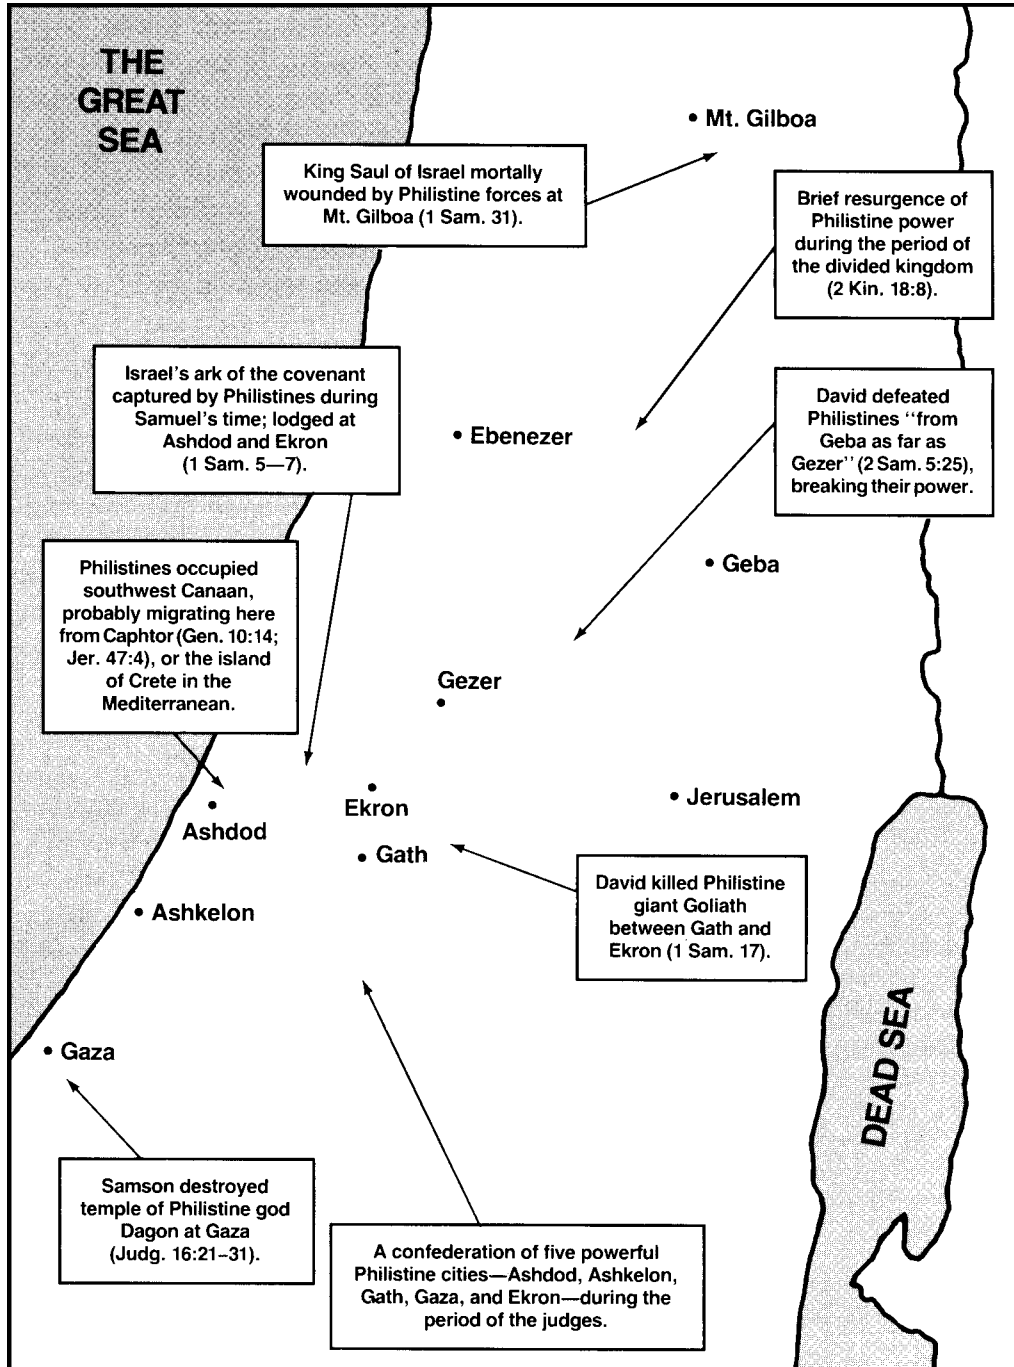 THE
GREAT
SEA
Mt. Gilboa
King Saul of Israel mortally
wounded by Philistine forces at
Mt. Gilboa (1 Sam. 31).
Brief resurgence of
Philistine power
during the period of
the divided kingdom
(2 Kin. 18:8).
Israel's ark of the covenant
captured by Philistines during
Samuel's time; lodged at
Ashdod and Ekron
(1 Sam. 5—7).
David defeated
Philistines "from
Geba as far as
Gezer" (2 Sam. 5:25),
breaking their power.
Ebenezer
Philistines occupied
southwest Canaan,
probably migrating here
from Caphtor (Gen. 10:14;
Jer. 47:4), or the island
of Crete in the
Mediterranean.
Geba
Gezer
Ekron
Jerusalem
Ashdod
Gath
David killed Philistine
giant Goliath
between Gath and
Ekron (1 Sam. 17).
Ashkelon
DEAD SEA
Gaza
Samson destroyed
temple of Philistine god
Dagon at Gaza
(Judg. 16:21–31).
A confederation of five powerful
Philistine cities—Ashdod, Ashkelon,
Gath, Gaza, and Ekron—during the
period of the judges.